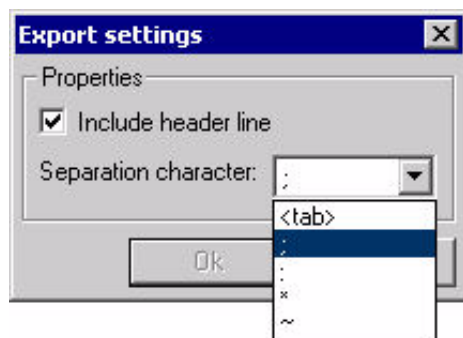 Export settings
Properties
Include header line
Separation character: ;
<tab>
;
:
*
~
Ok